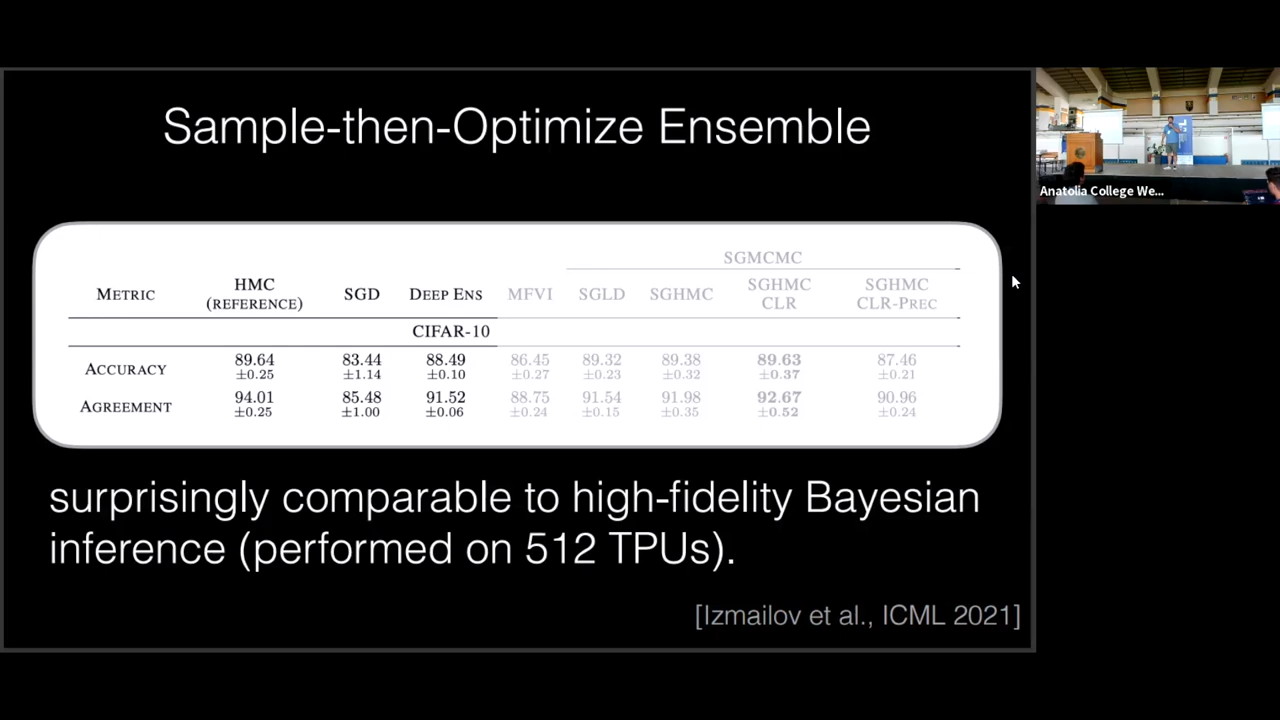 Sample-then-Optimize Ensemble
SGMCMC
METRIC HMC (REFERENCE) SGD DEEP ENS MFVI SGLD SGHMC SGHMC CLR SGHMC CLR-PREC
CIFAR-10
ACCURACY 89.64 ±0.25 83.44 ±1.14 88.49 ±0.10 86.45 ±0.27 89.32 ±0.23 89.38 ±0.32 89.63 ±0.37 87.46 ±0.21
AGREEMENT 94.01 ±0.25 85.48 ±1.00 91.52 ±0.06 88.75 ±0.24 91.54 ±0.15 91.98 ±0.35 92.67 ±0.52 90.96 ±0.24
surprisingly comparable to high-fidelity Bayesian
inference (performed on 512 TPUs).
[Izmailov et al., ICML 2021]
Anatolia College We...